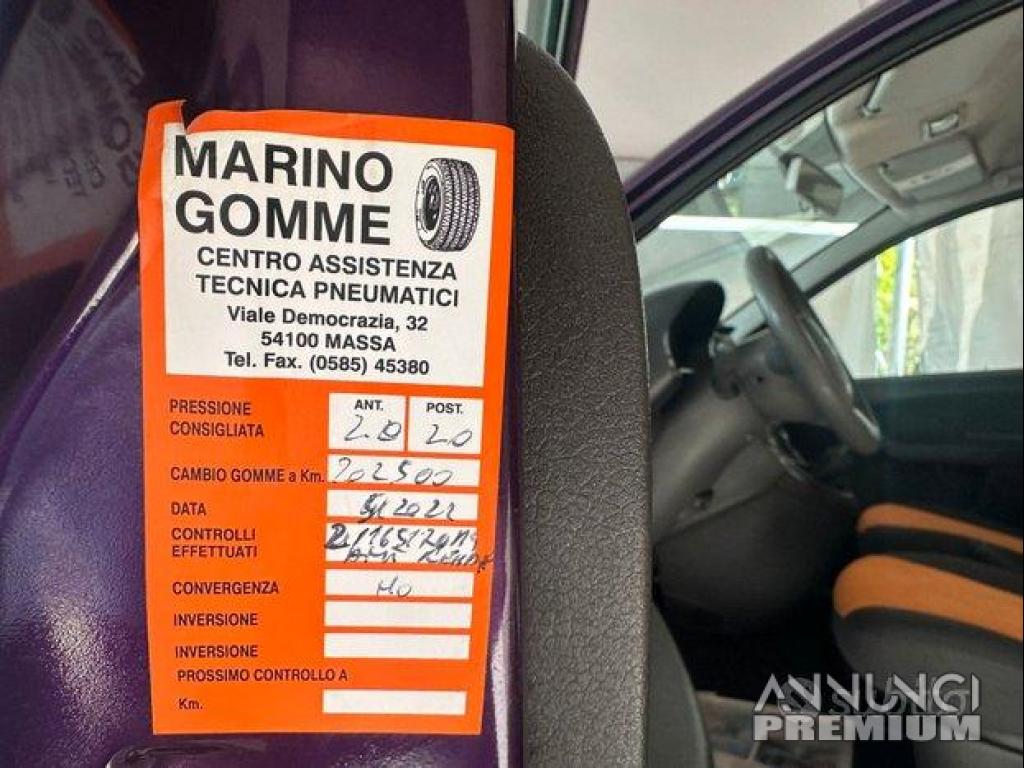 MARINO
GOMME
CENTRO ASSISTENZA
TECNICA PNEUMATICI
Viale Democrazia, 32
54100 MASSA
Tel. Fax. (0585) 45380
PRESSIONE
CONSIGLIATA
ANT. POST.
2.0 2.0
CAMBIO GOMME a Km. 202500
DATA 2022
CONTROLLI
EFFETTUATI
CONVERGENZA NO
INVERSIONE
INVERSIONE
PROSSIMO CONTROLLO A
Km.
ANNUNCI
PREMIUM